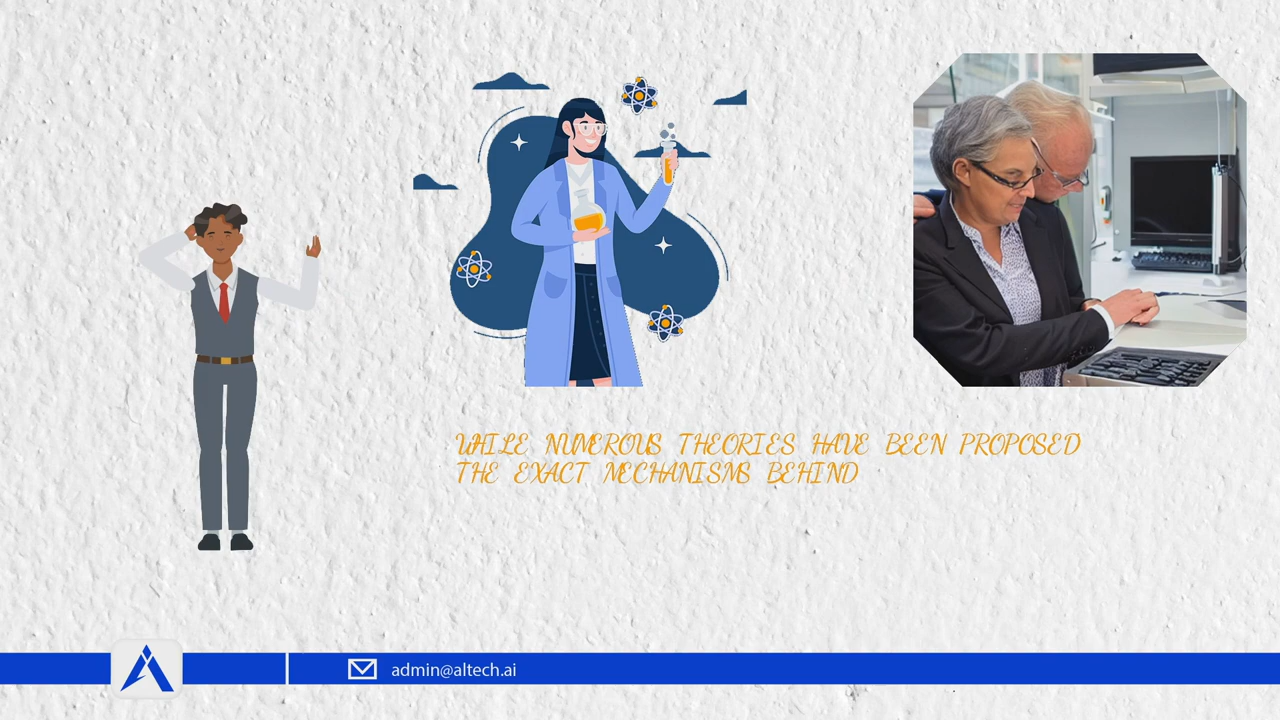 WHILE NUMEROUS THEORIES HAVE BEEN PROPOSED
THE EXACT MECHANISMS BEHIND
admin@altech.ai